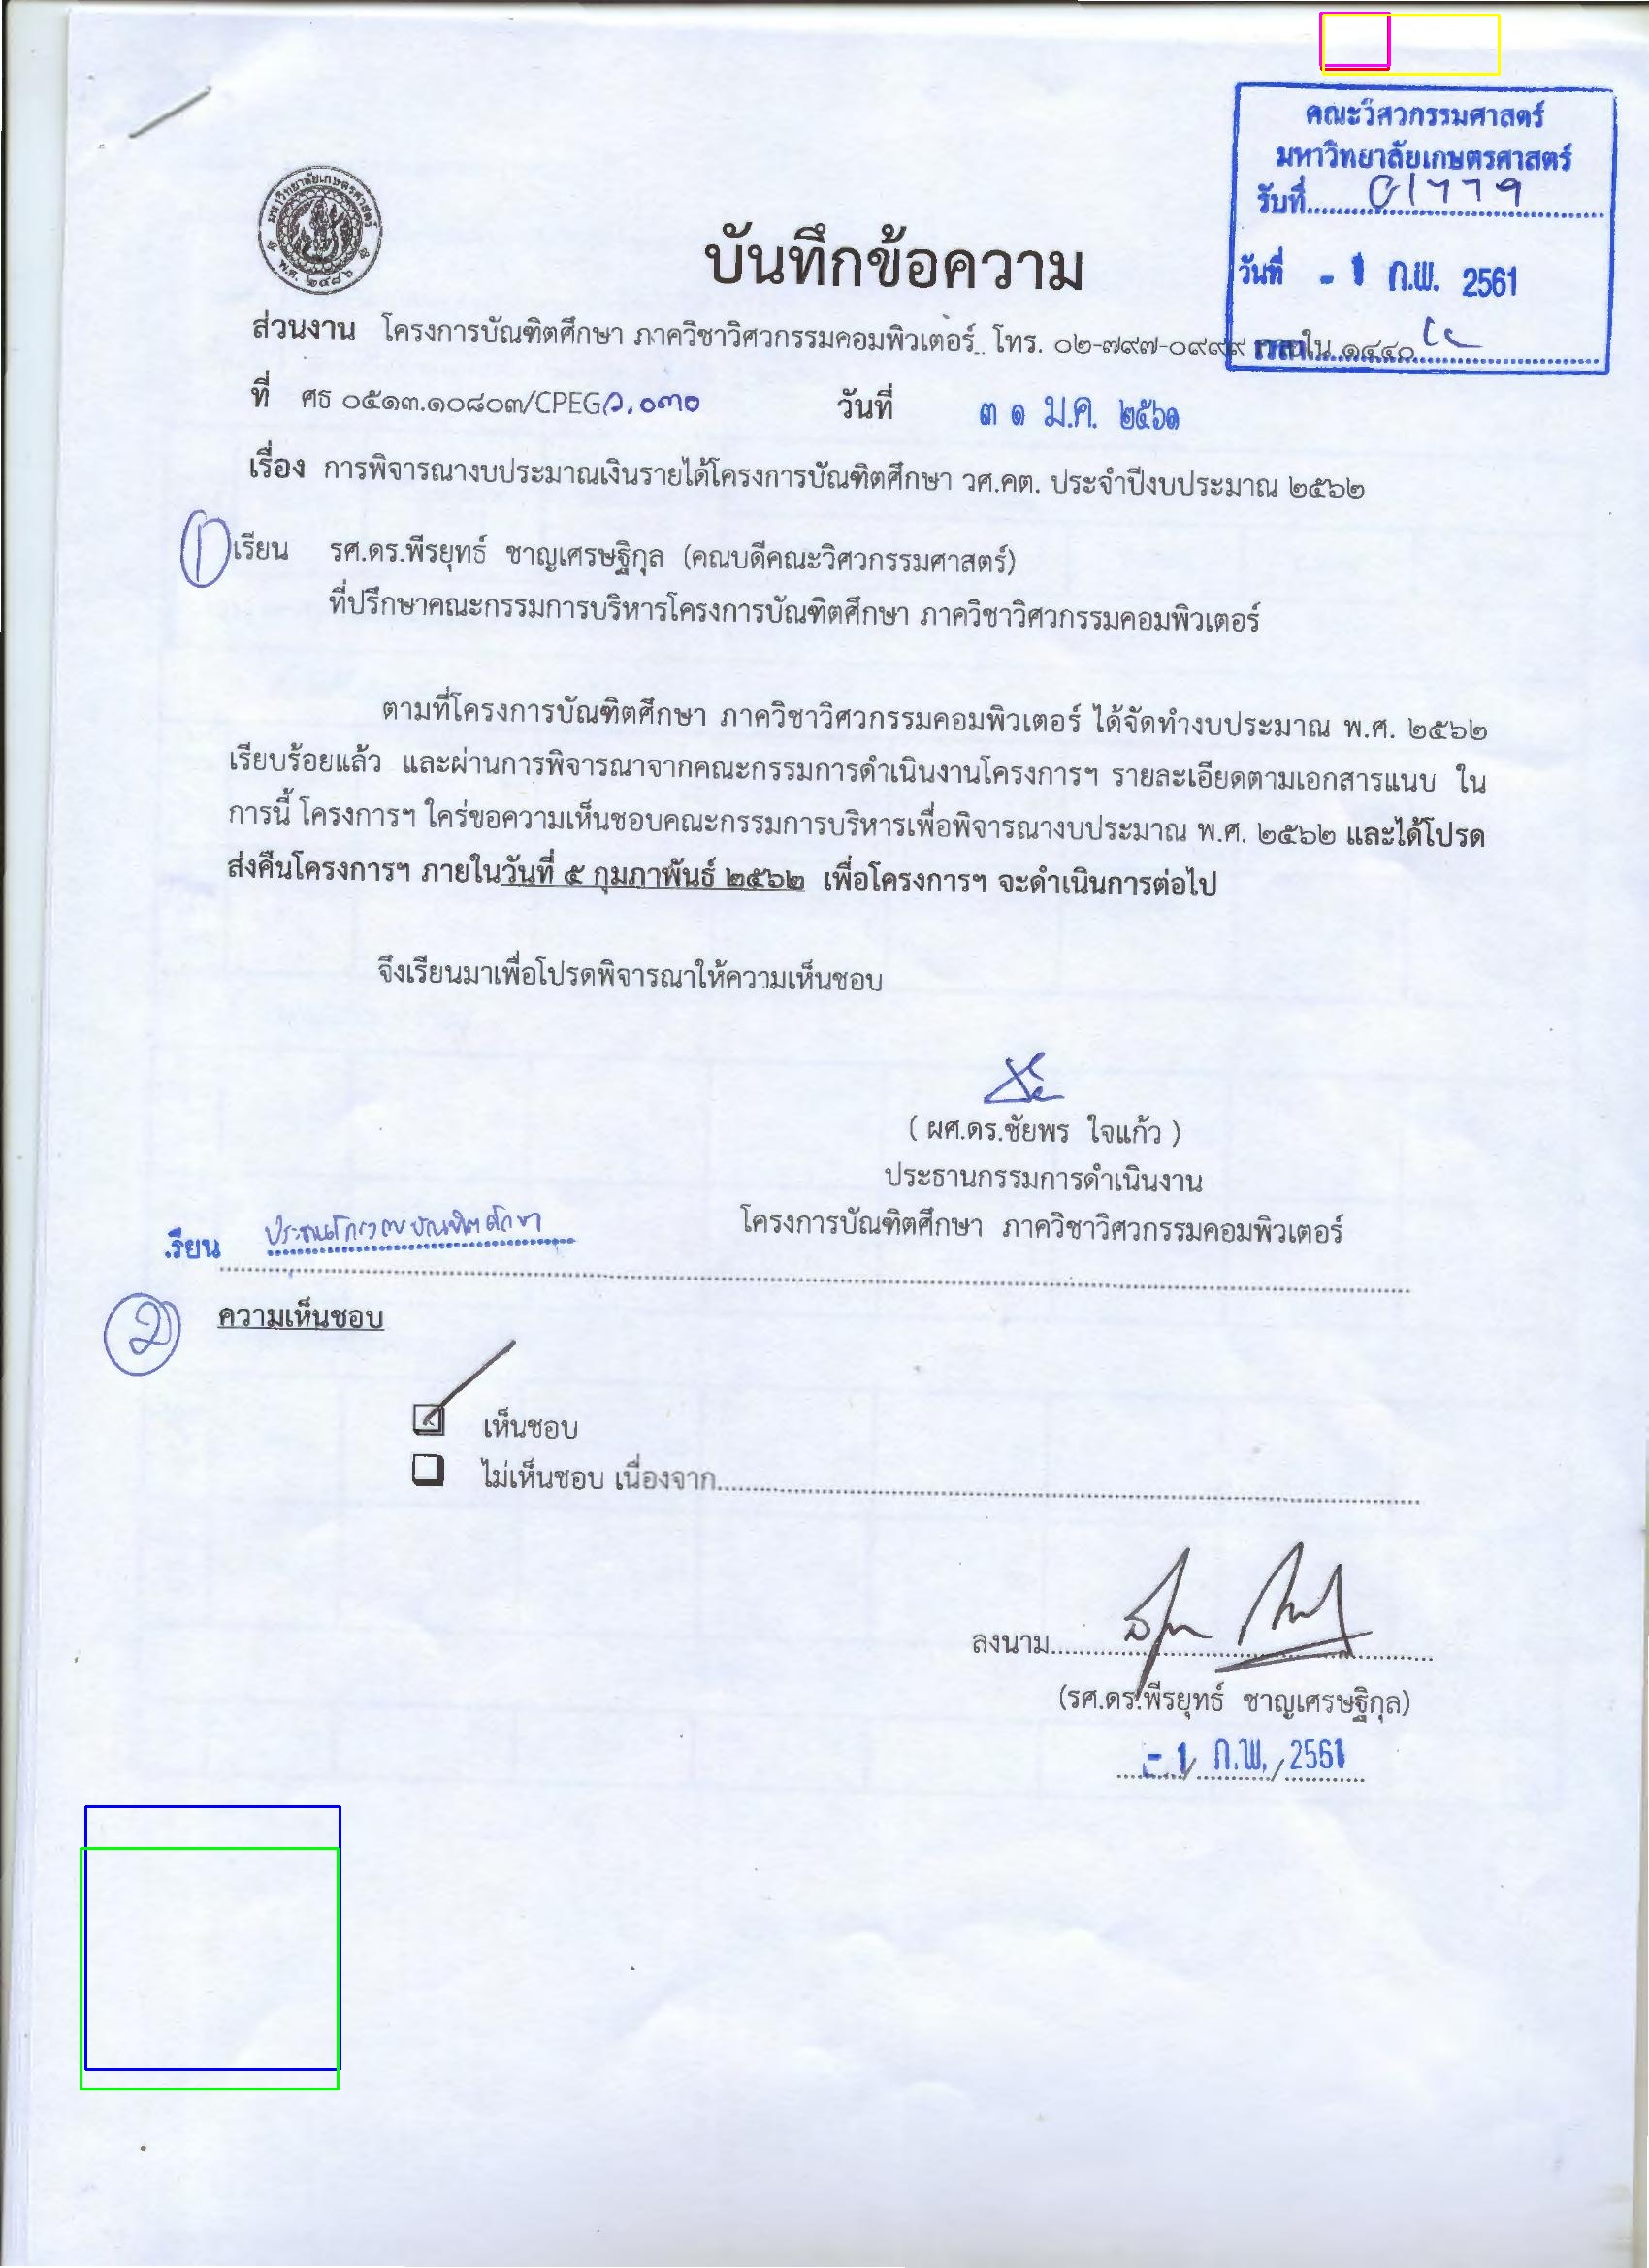 คณะวิศวกรรมศาสตร์
มหาวิทยาลัยเกษตรศาสตร์
รับที่ 01779
วันที่ - 1 ก.พ. 2561
มหาวิทยาลัยเกษตรศาสตร์
พ.ศ. ๒๔๘๖
บันทึกข้อความ
ส่วนงาน โครงการบัณฑิตศึกษา ภาควิชาวิศวกรรมคอมพิวเตอร์ โทร. ๐๒-๗๙๗-๐๙๙๙ ภายใน ๑๔๔๐
ที่ ศธ ๐๕๑๓.๑๐๘๐๓/CPEG๖.๐๓๐ วันที่ ๓ ๑ ม.ค. ๒๕๖๑
เรื่อง การพิจารณางบประมาณเงินรายได้โครงการบัณฑิตศึกษา วศ.คต. ประจำปีงบประมาณ ๒๕๖๒
① เรียน รศ.ดร.พีรยุทธ์ ชาญเศรษฐิกุล (คณบดีคณะวิศวกรรมศาสตร์)
ที่ปรึกษาคณะกรรมการบริหารโครงการบัณฑิตศึกษา ภาควิชาวิศวกรรมคอมพิวเตอร์
ตามที่โครงการบัณฑิตศึกษา ภาควิชาวิศวกรรมคอมพิวเตอร์ ได้จัดทำงบประมาณ พ.ศ. ๒๕๖๒
เรียบร้อยแล้ว และผ่านการพิจารณาจากคณะกรรมการดำเนินงานโครงการฯ รายละเอียดตามเอกสารแนบ ใน
การนี้ โครงการฯ ใคร่ขอความเห็นชอบคณะกรรมการบริหารเพื่อพิจารณางบประมาณ พ.ศ. ๒๕๖๒ และได้โปรด
ส่งคืนโครงการฯ ภายในวันที่ ๕ กุมภาพันธ์ ๒๕๖๒ เพื่อโครงการฯ จะดำเนินการต่อไป
จึงเรียนมาเพื่อโปรดพิจารณาให้ความเห็นชอบ
( ผศ.ดร.ชัยพร ใจแก้ว )
ประธานกรรมการดำเนินงาน
โครงการบัณฑิตศึกษา ภาควิชาวิศวกรรมคอมพิวเตอร์
เรียน ประธานโครงการบัณฑิตศึกษา
② ความเห็นชอบ
☑ เห็นชอบ
❏ ไม่เห็นชอบ เนื่องจาก
ลงนาม
(รศ.ดร.พีรยุทธ์ ชาญเศรษฐิกุล)
- 1 / ก.พ. / 2561